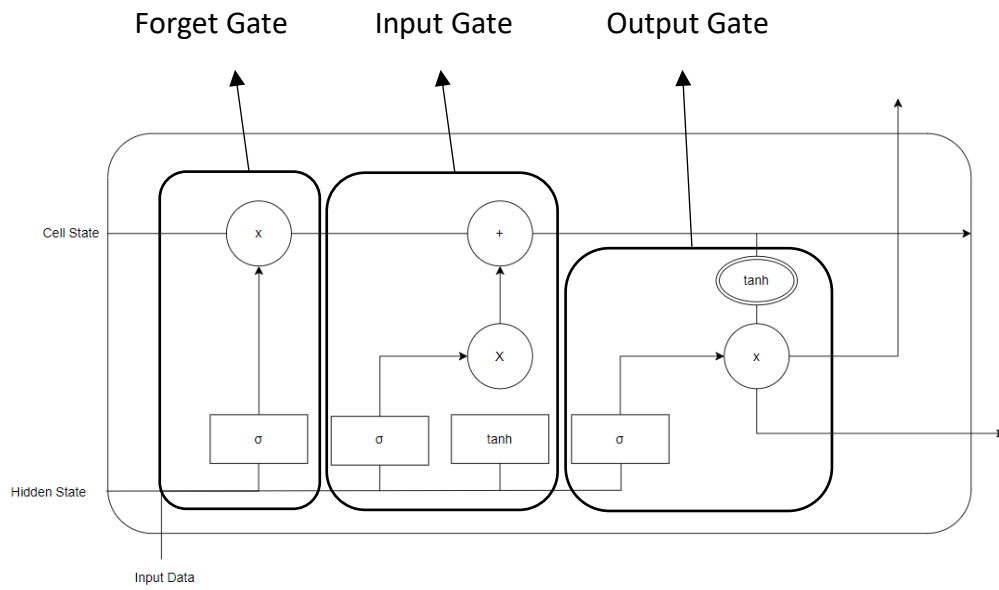 Forget Gate
Input Gate
Output Gate
Cell State
x
+
tanh
X
x
σ
σ
tanh
σ
Hidden State
Input Data